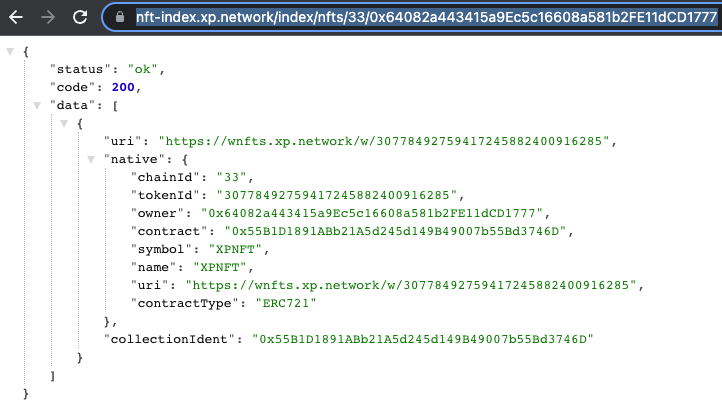 nft-index.xp.network/index/nfts/33/0x64082a443415a9Ec5c16608a581b2FE11dCD1777
{
"status": "ok",
"code": 200,
"data": [
{
"uri": "https://wnfts.xp.network/w/30778492759417245882400916285",
"native": {
"chainId": "33",
"tokenId": "30778492759417245882400916285",
"owner": "0x64082a443415a9Ec5c16608a581b2FE11dCD1777",
"contract": "0x55B1D1891ABb21A5d245d149B49007b55Bd3746D",
"symbol": "XPNFT",
"name": "XPNFT",
"uri": "https://wnfts.xp.network/w/30778492759417245882400916285",
"contractType": "ERC721"
},
"collectionIdent": "0x55B1D1891ABb21A5d245d149B49007b55Bd3746D"
}
]
}